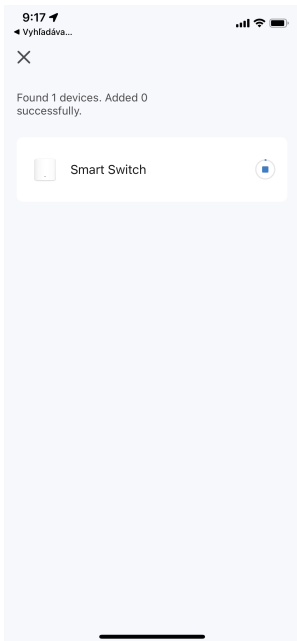 9:17
◀ Vyhľadáva...
Found 1 devices. Added 0
successfully.
Smart Switch